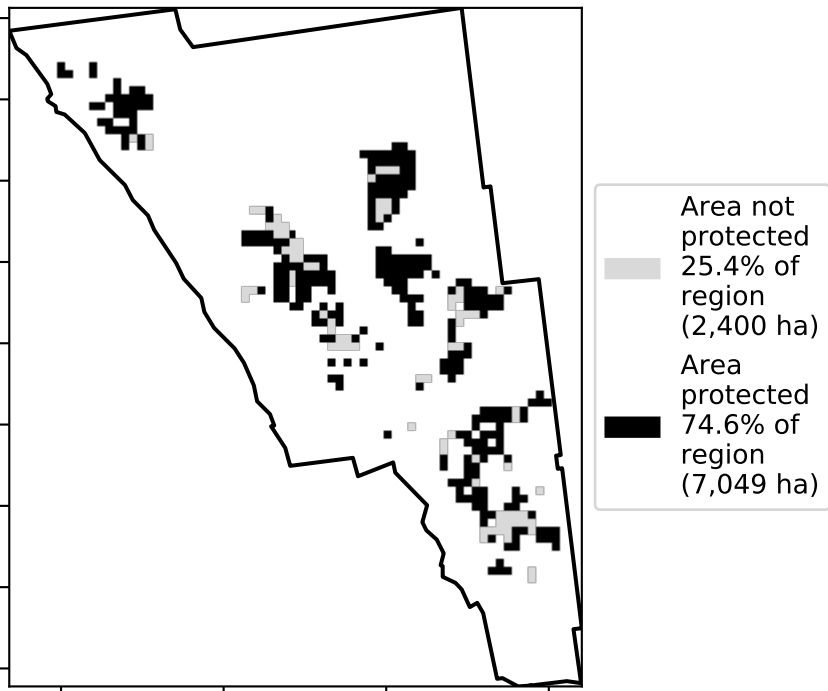 Area not
protected
25.4% of
region
(2,400 ha)
Area
protected
74.6% of
region
(7,049 ha)